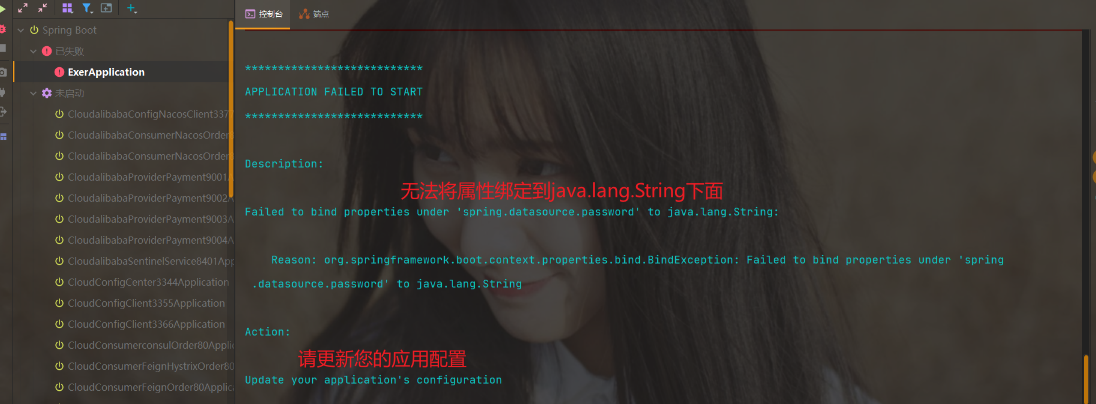 控制台
端点
Spring Boot
已失败
ExerApplication
未启动
CloudalibabaConfigNacosClient337
CloudalibabaConsumerNacosOrder
CloudalibabaConsumerNacosOrder
CloudalibabaProviderPayment9001
CloudalibabaProviderPayment9002
CloudalibabaProviderPayment9003
CloudalibabaProviderPayment9004A
CloudalibabaSentinelService8401App
CloudConfigCenter3344Application
CloudConfigClient3355Application
CloudConfigClient3366Application
CloudConsumerconsulOrder80Applic
CloudConsumerFeignHystrixOrder80
CloudConsumerFeignOrder80Applica
***************************
APPLICATION FAILED TO START
***************************
Description:
无法将属性绑定到java.lang.String下面
Failed to bind properties under 'spring.datasource.password' to java.lang.String:
Reason: org.springframework.boot.context.properties.bind.BindException: Failed to bind properties under 'spring
.datasource.password' to java.lang.String
Action:
请更新您的应用配置
Update your application's configuration